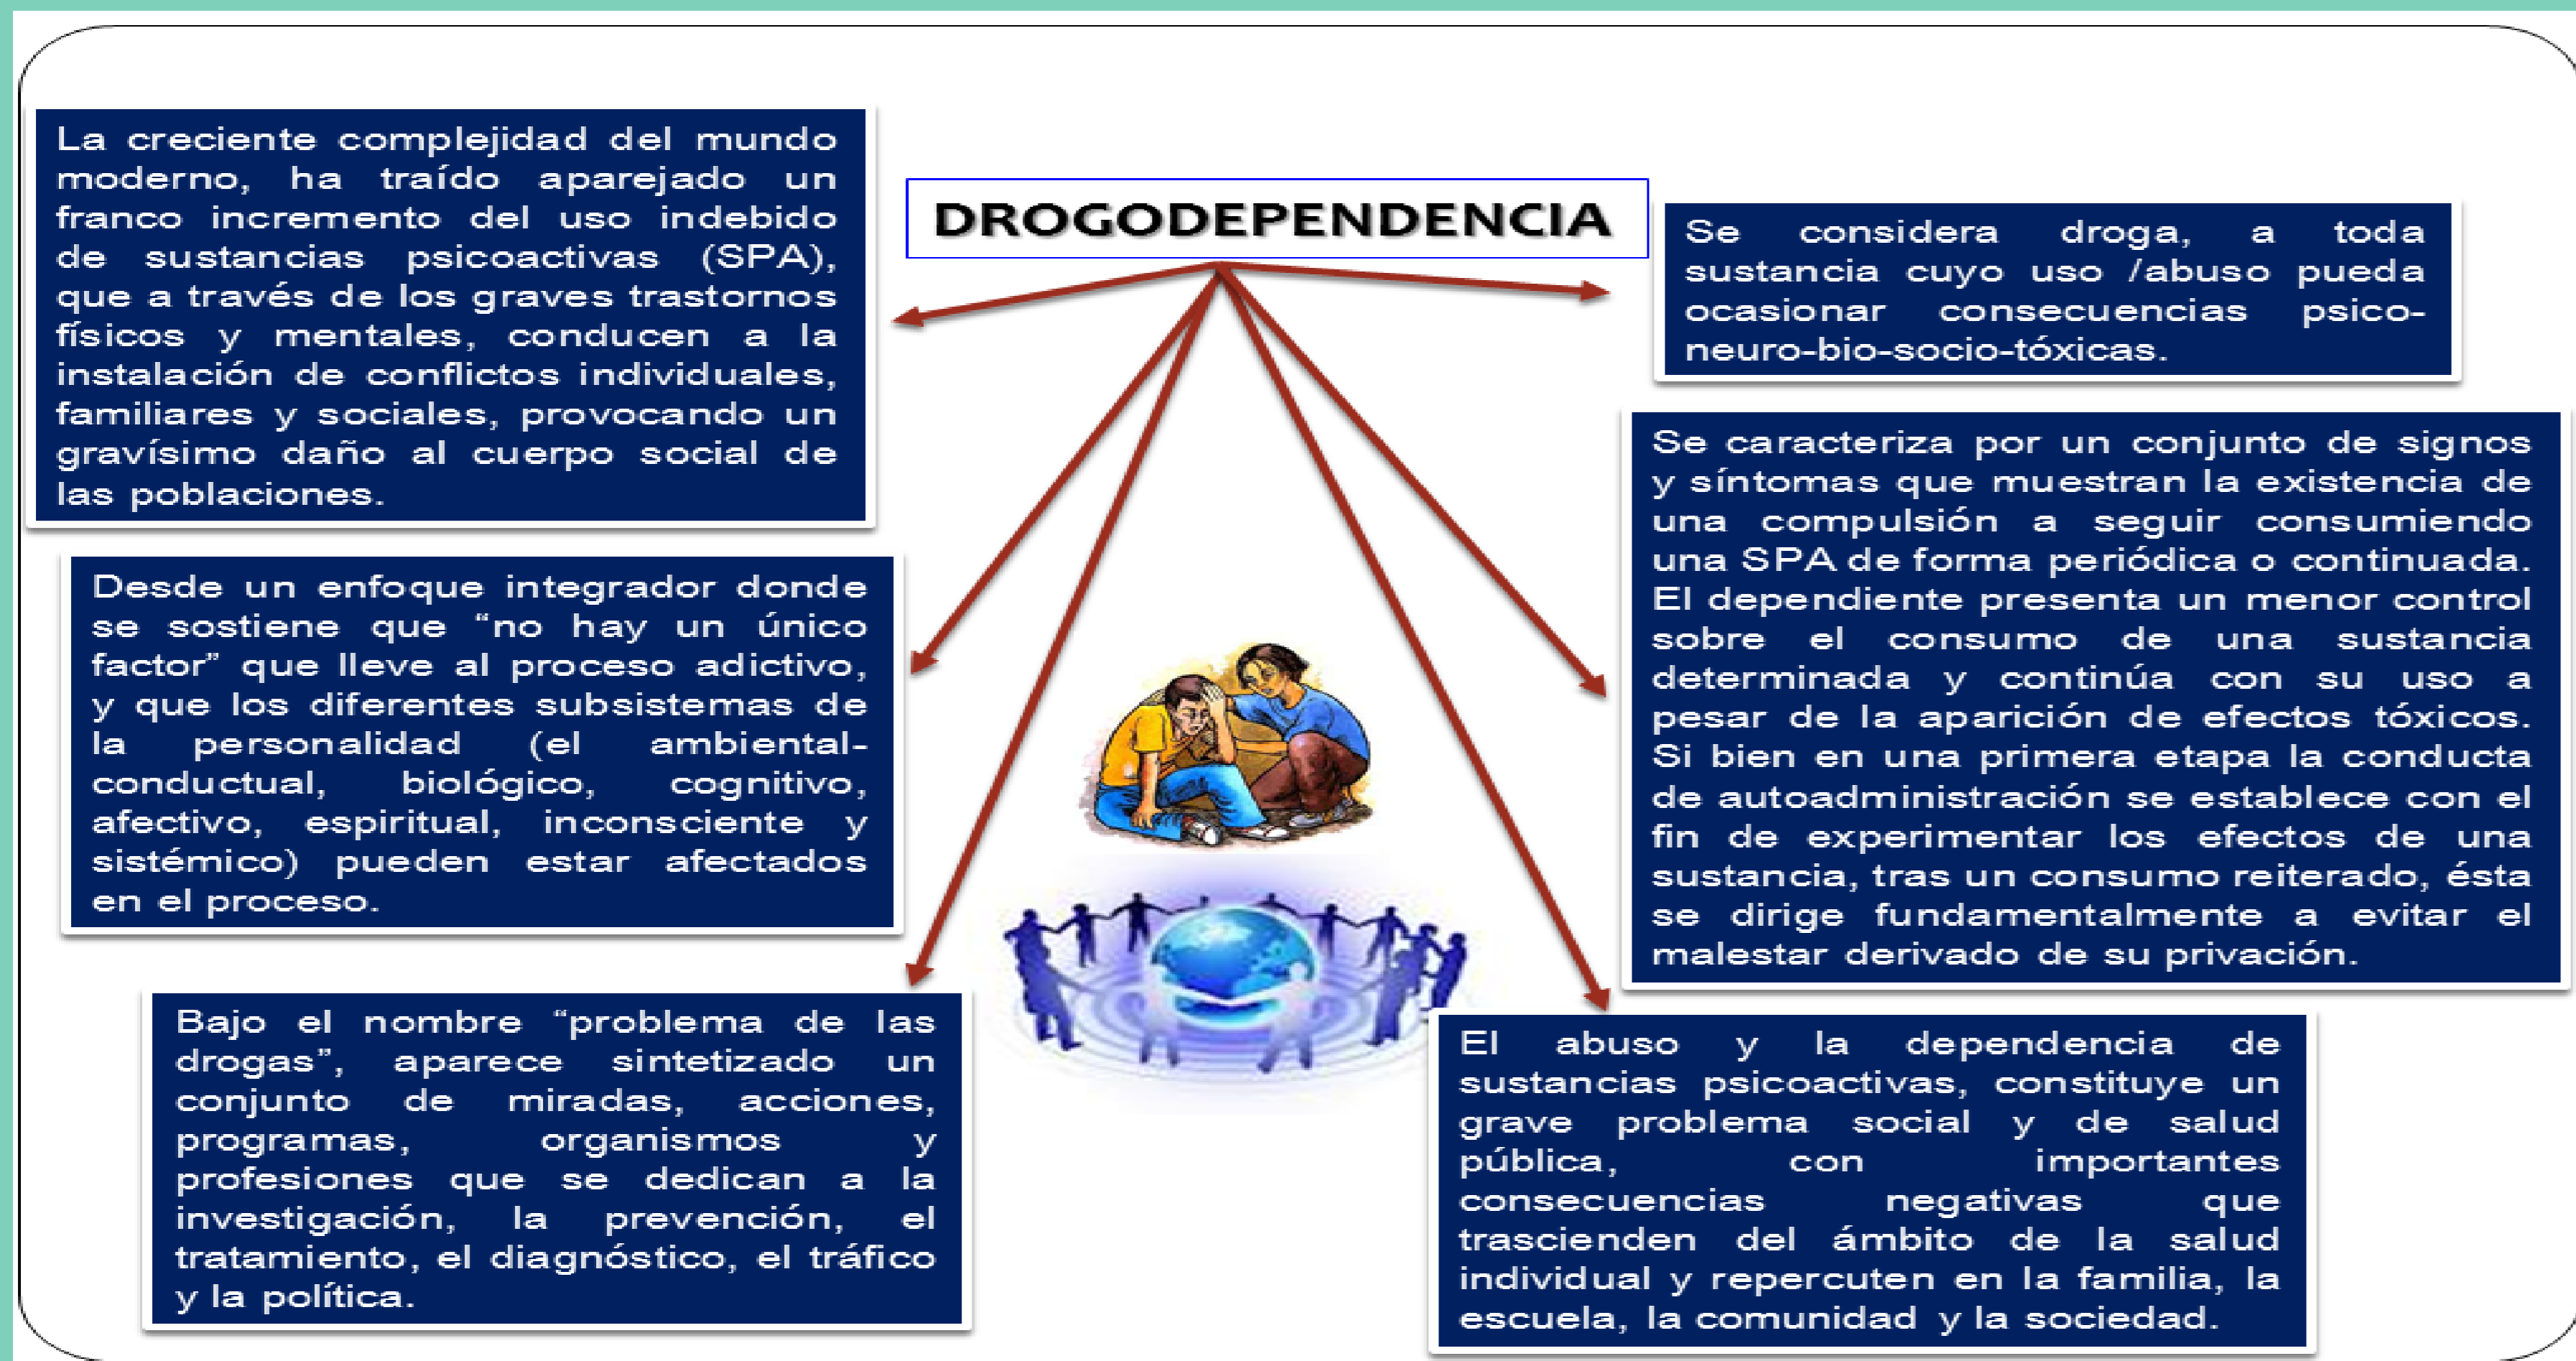 DROGODEPENDENCIA
La creciente complejidad del mundo
moderno, ha traído aparejado un
franco incremento del uso indebido
de sustancias psicoactivas (SPA),
que a través de los graves trastornos
físicos y mentales, conducen a la
instalación de conflictos individuales,
familiares y sociales, provocando un
gravísimo daño al cuerpo social de
las poblaciones.
Desde un enfoque integrador donde
se sostiene que “no hay un único
factor” que lleve al proceso adictivo,
y que los diferentes subsistemas de
la personalidad (el ambiental-
conductual, biológico, cognitivo,
afectivo, espiritual, inconsciente y
sistémico) pueden estar afectados
en el proceso.
Bajo el nombre “problema de las
drogas”, aparece sintetizado un
conjunto de miradas, acciones,
programas, organismos y
profesiones que se dedican a la
investigación, la prevención, el
tratamiento, el diagnóstico, el tráfico
y la política.
Se considera droga, a toda
sustancia cuyo uso /abuso pueda
ocasionar consecuencias psico-
neuro-bio-socio-tóxicas.
Se caracteriza por un conjunto de signos
y síntomas que muestran la existencia de
una compulsión a seguir consumiendo
una SPA de forma periódica o continuada.
El dependiente presenta un menor control
sobre el consumo de una sustancia
determinada y continúa con su uso a
pesar de la aparición de efectos tóxicos.
Si bien en una primera etapa la conducta
de autoadministración se establece con el
fin de experimentar los efectos de una
sustancia, tras un consumo reiterado, ésta
se dirige fundamentalmente a evitar el
malestar derivado de su privación.
El abuso y la dependencia de
sustancias psicoactivas, constituye un
grave problema social y de salud
pública, con importantes
consecuencias negativas que
trascienden del ámbito de la salud
individual y repercuten en la familia, la
escuela, la comunidad y la sociedad.